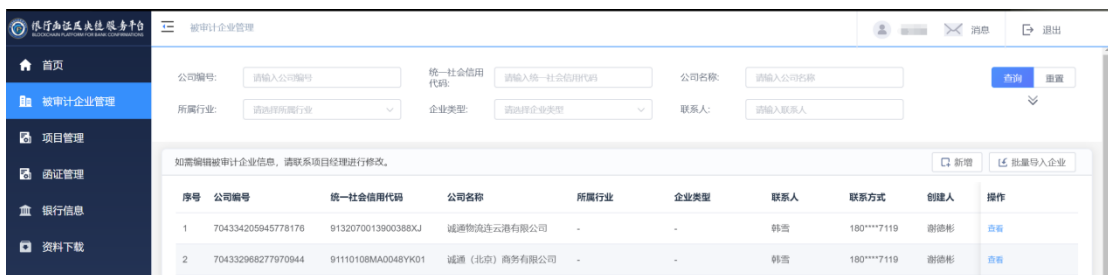 银行函证及央值服务平台
BLOCKCHAIN PLATFORM FOR BANK CONFIRMATIONS
被审计企业管理
消息
退出
首页
被审计企业管理
项目管理
函证管理
银行信息
资料下载
公司编号: 请输入公司编号 统一社会信用代码: 请输入统一社会信用代码 公司名称: 请输入公司名称 查询 重置
所属行业: 请选择所属行业 企业类型: 请选择企业类型 联系人: 请输入联系人
如需编辑被审计企业信息，请联系项目经理进行修改。 新增 批量导入企业
序号 公司编号 统一社会信用代码 公司名称 所属行业 企业类型 联系人 联系方式 创建人 操作
1 704334205945778176 9132070013900388XJ 诚通物流连云港有限公司 - - 韩雪 180****7119 谢德彬 查看
2 704332968277970944 91110108MA0048YK01 诚通（北京）商务有限公司 - - 韩雪 180****7119 谢德彬 查看